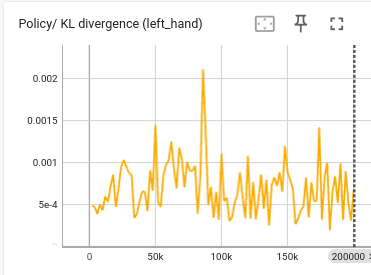 Policy/ KL divergence (left_hand)
0.002
0.0015
0.001
5e-4
0 50k 100k 150k 200000